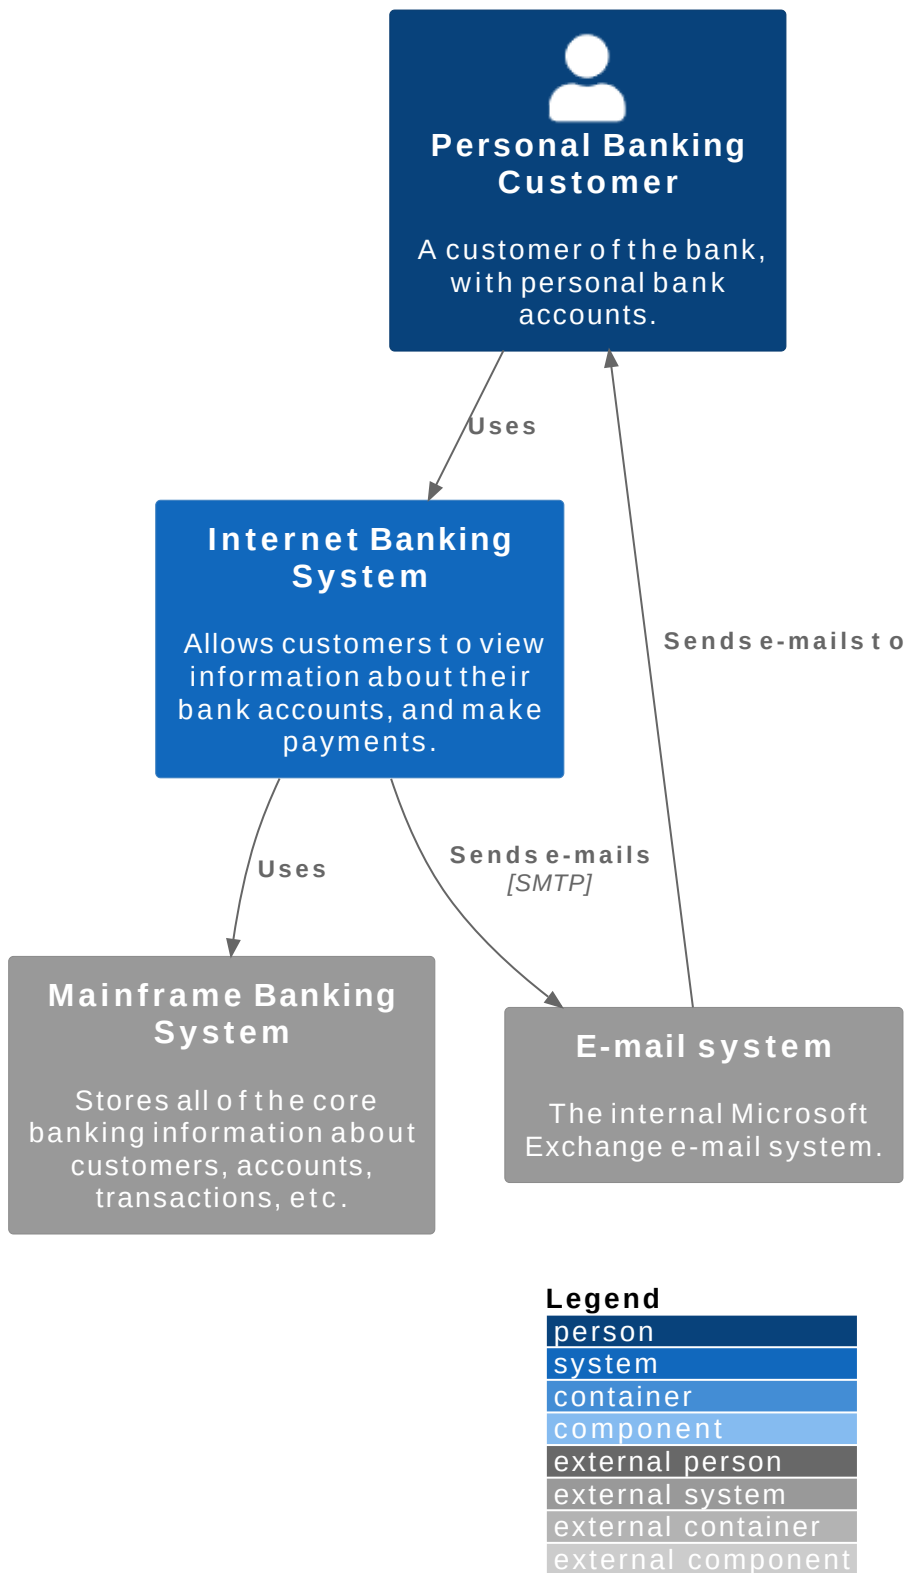 Personal Banking
Customer
A customer of the bank,
with personal bank
accounts.
Uses
Internet Banking
System
Allows customers to view
information about their
bank accounts, and make
payments.
Sends e-mails to
Uses
Sends e-mails
[SMTP]
Mainframe Banking
System
Stores all of the core
banking information about
customers, accounts,
transactions, etc.
E-mail system
The internal Microsoft
Exchange e-mail system.
Legend
person
system
container
component
external person
external system
external container
external component